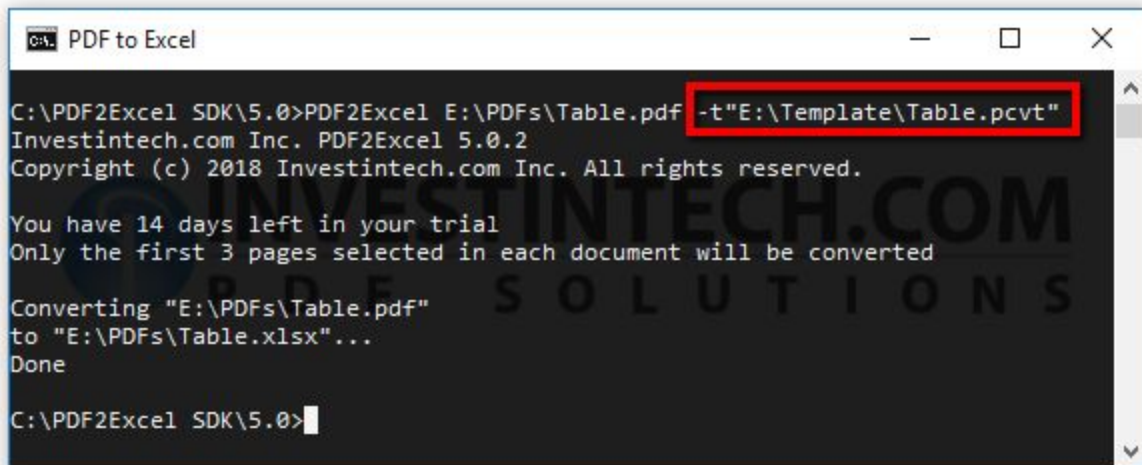 PDF to Excel
C:\PDF2Excel SDK\5.0>PDF2Excel E:\PDFs\Table.pdf -t"E:\Template\Table.pcvt"
Investintech.com Inc. PDF2Excel 5.0.2
Copyright (c) 2018 Investintech.com Inc. All rights reserved.
You have 14 days left in your trial
Only the first 3 pages selected in each document will be converted
Converting "E:\PDFs\Table.pdf"
to "E:\PDFs\Table.xlsx"...
Done
C:\PDF2Excel SDK\5.0>
INVESTINTECH.COM
PDF SOLUTIONS